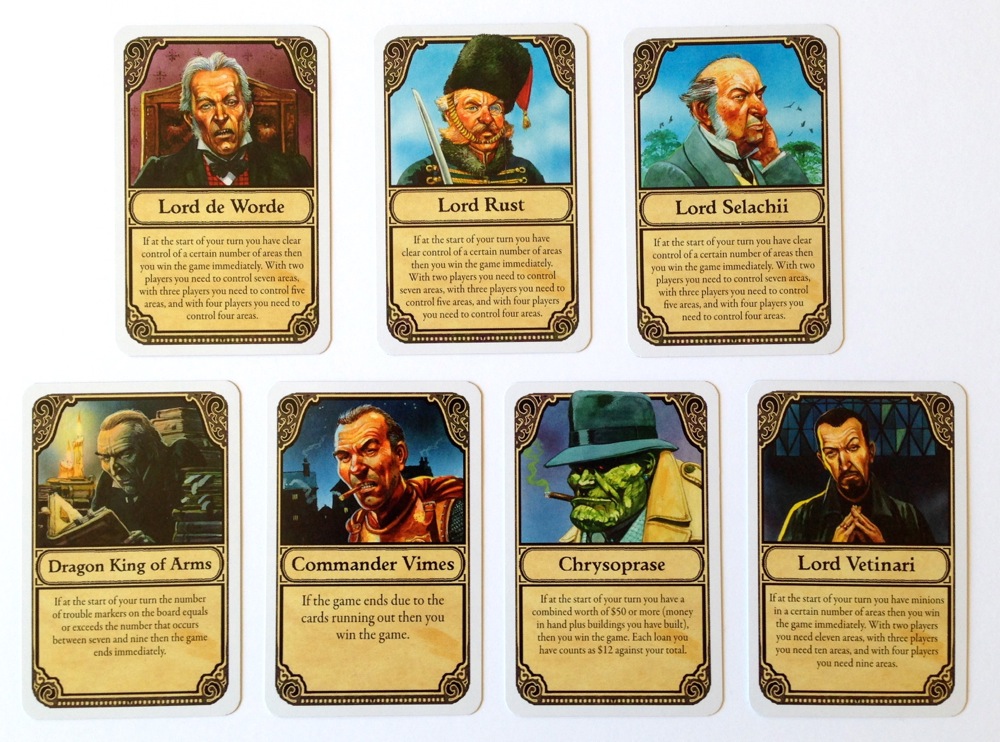 Lord de Worde
If at the start of your turn you have clear
control of a certain number of areas then
you win the game immediately. With two
players you need to control seven areas,
with three players you need to control five
areas, and with four players you need to
control four areas.
Lord Rust
If at the start of your turn you have
clear control of a certain number of areas
then you win the game immediately.
With two players you need to control
seven areas, with three players you need to
control five areas, and with four players
you need to control four areas.
Lord Selachii
If at the start of your turn you have clear
control of a certain number of areas then
you win the game immediately. With two
players you need to control seven areas,
with three players you need to control
five areas, and with four players you
need to control four areas.
Dragon King of Arms
If at the start of your turn the number
of trouble markers on the board equals
or exceeds the number that occurs
between seven and nine then the game
ends immediately.
Commander Vimes
If the game ends due to the
cards running out then you
win the game.
Chrysoprase
If at the start of your turn you have a
combined worth of $50 or more (money
in hand plus buildings you have built),
then you win the game. Each loan you
have counts as $12 against your total.
Lord Vetinari
If at the start of your turn you have minions
in a certain number of areas then you win
the game immediately. With two players
you need eleven areas, with three players
you need ten areas, and with four players
you need nine areas.